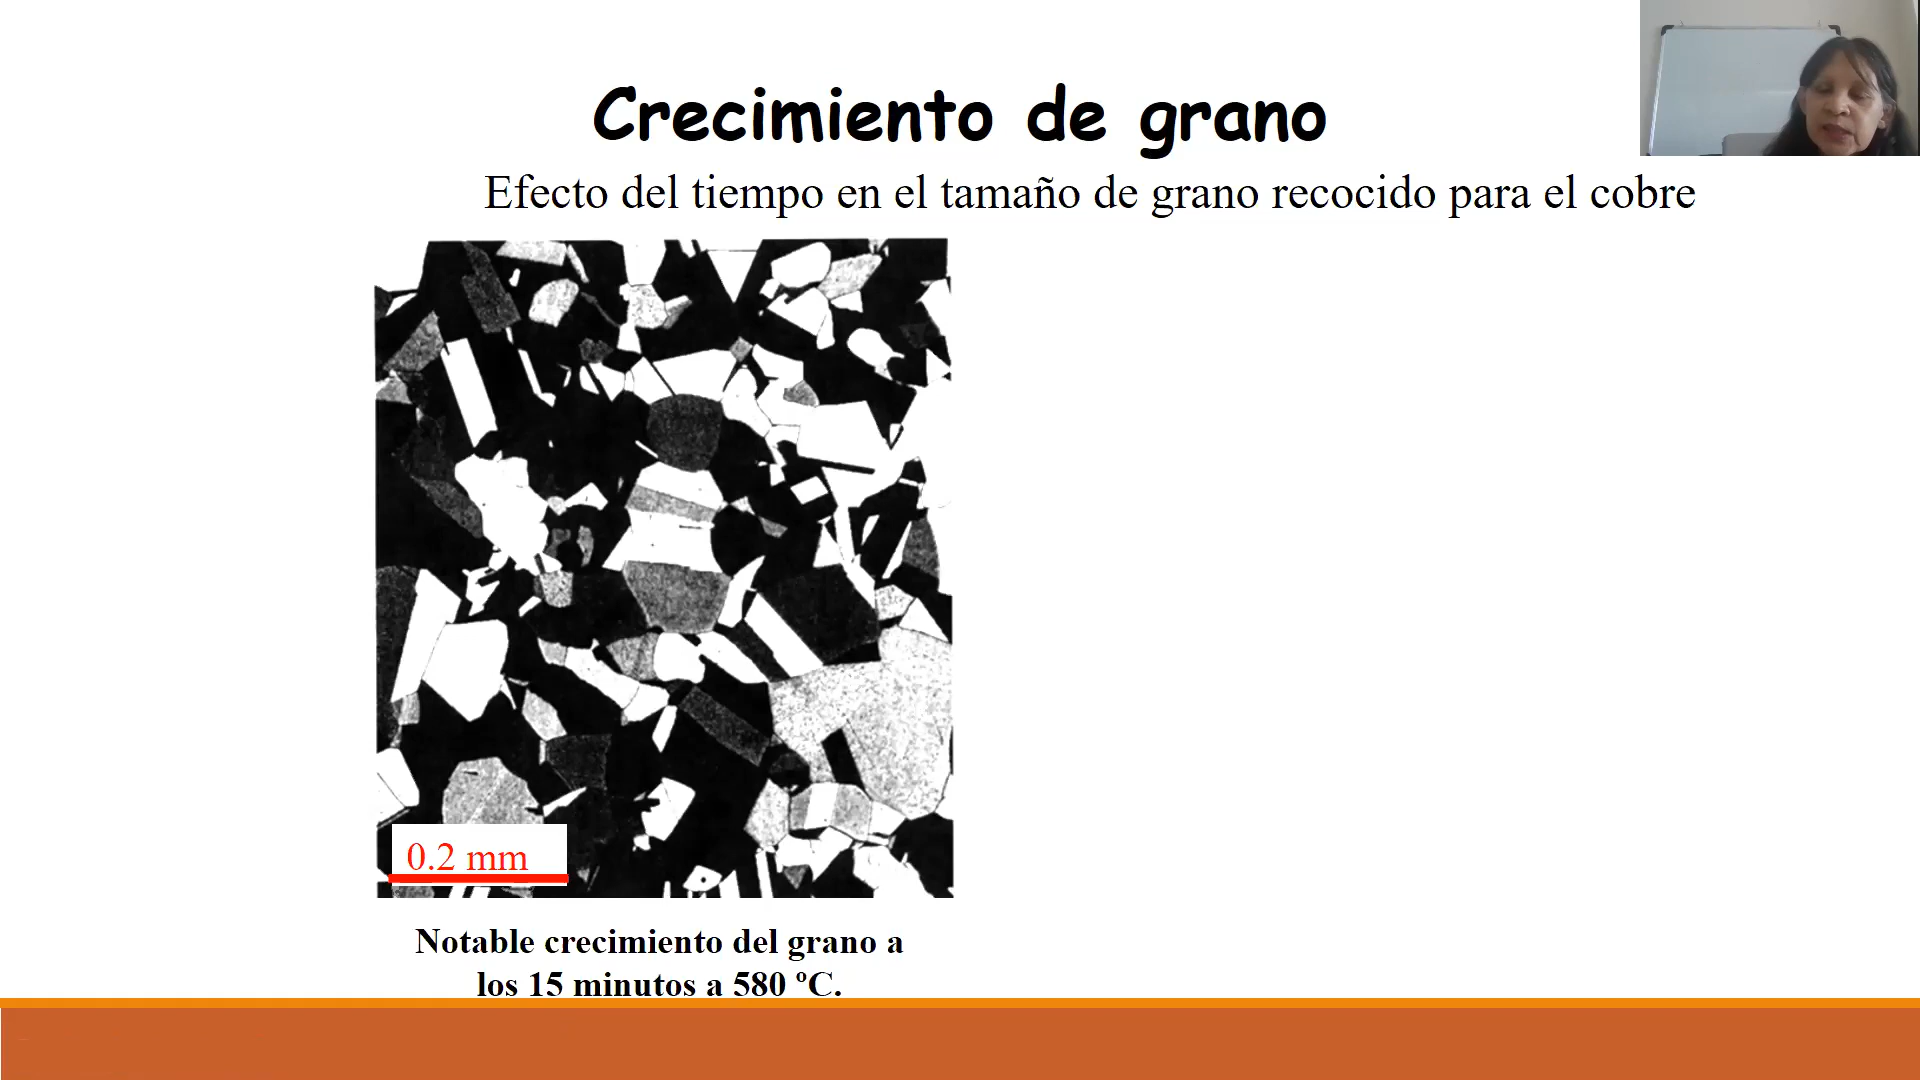 Crecimiento de grano
Efecto del tiempo en el tamaño de grano recocido para el cobre
0.2 mm
Notable crecimiento del grano a
los 15 minutos a 580 ºC.